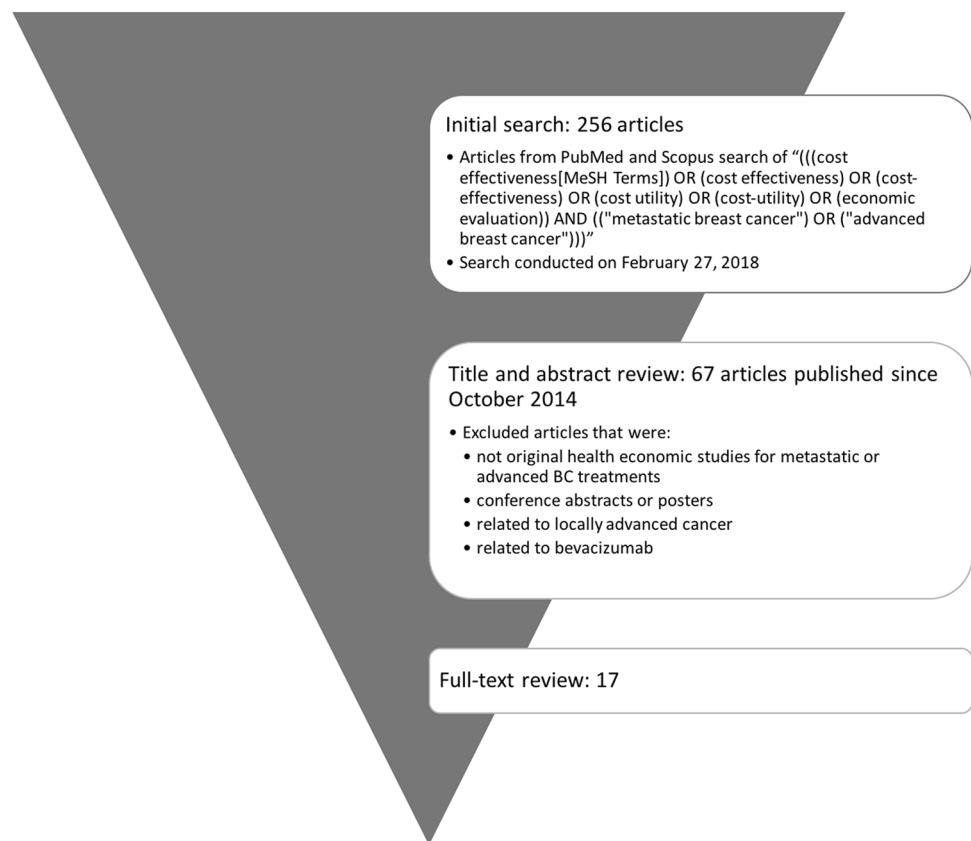 Initial search: 256 articles
• Articles from PubMed and Scopus search of “(((cost
effectiveness[MeSH Terms]) OR (cost effectiveness) OR (cost-
effectiveness) OR (cost utility) OR (cost-utility) OR (economic
evaluation)) AND (("metastatic breast cancer") OR ("advanced
breast cancer")))”
• Search conducted on February 27, 2018
Title and abstract review: 67 articles published since
October 2014
• Excluded articles that were:
• not original health economic studies for metastatic or
advanced BC treatments
• conference abstracts or posters
• related to locally advanced cancer
• related to bevacizumab
Full-text review: 17